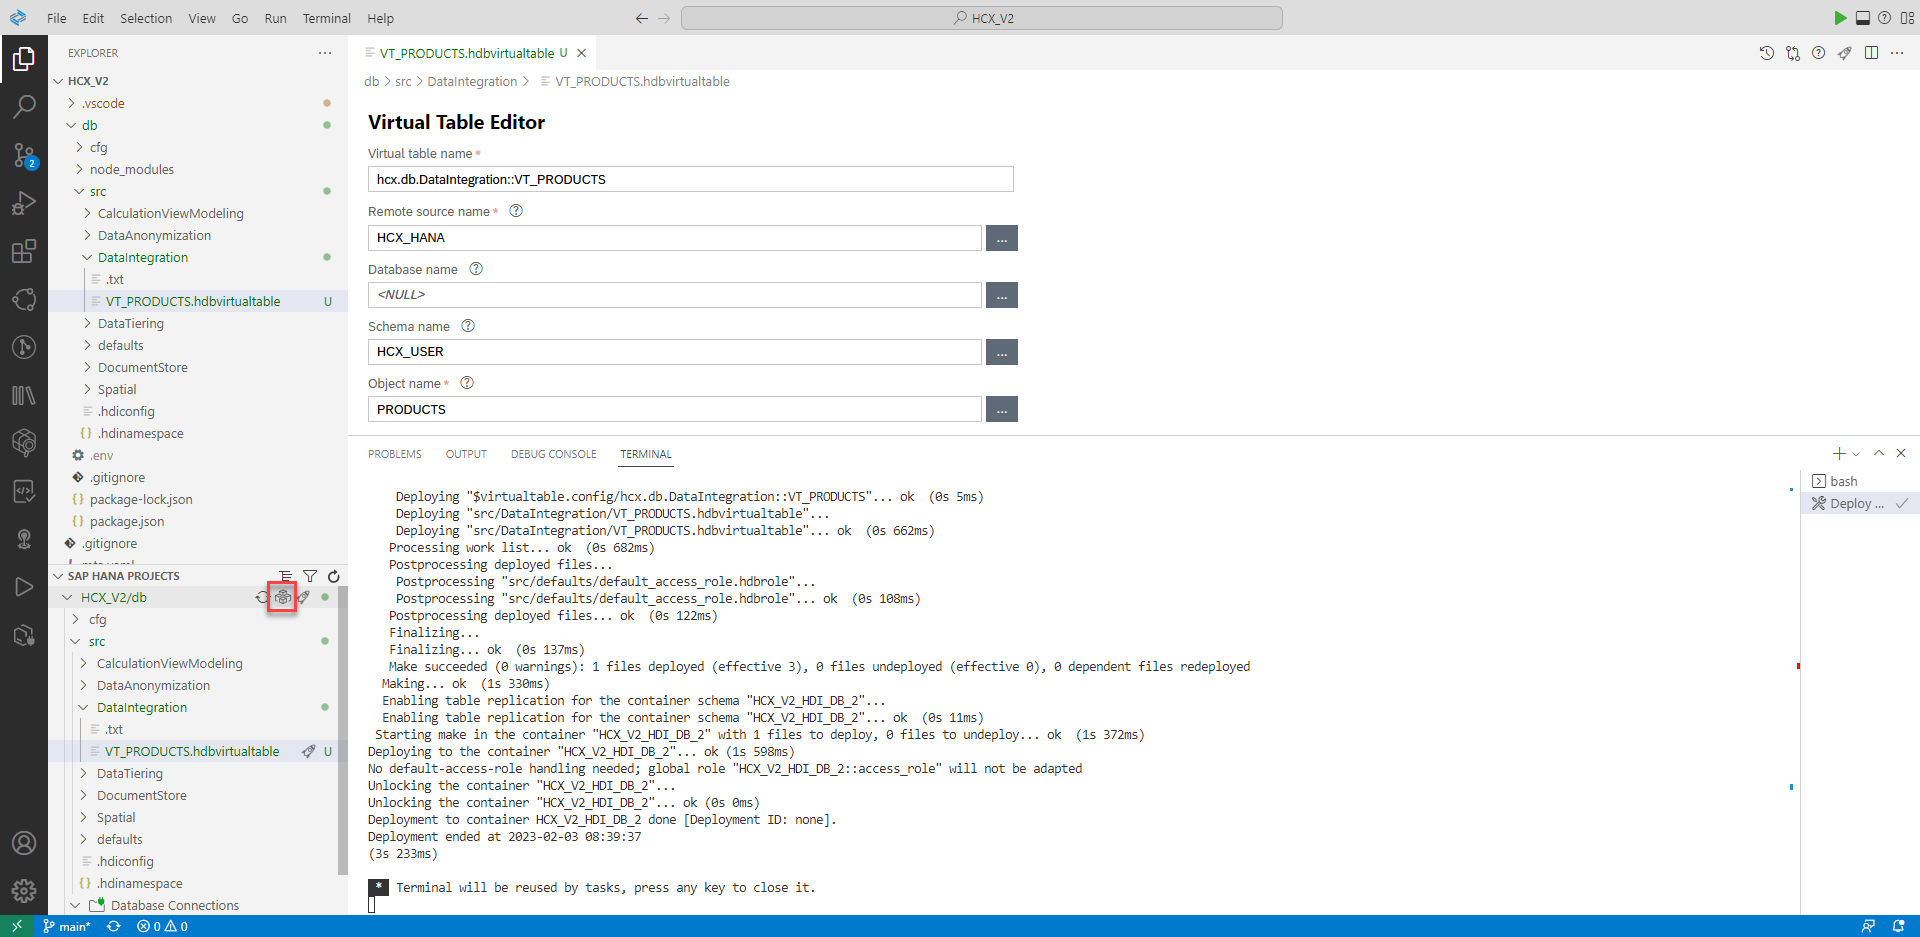 File Edit Selection View Go Run Terminal Help
HCX_V2
EXPLORER
HCX_V2
.vscode
db
cfg
node_modules
src
CalculationViewModeling
DataAnonymization
DataIntegration
.txt
VT_PRODUCTS.hdbvirtualtable U
DataTiering
defaults
DocumentStore
Spatial
.hdiconfig
{} .hdinamespace
.env
.gitignore
{} package-lock.json
{} package.json
.gitignore
2
SAP HANA PROJECTS
HCX_V2/db
cfg
src
CalculationViewModeling
DataAnonymization
DataIntegration
.txt
VT_PRODUCTS.hdbvirtualtable U
DataTiering
DocumentStore
Spatial
defaults
.hdiconfig
{} .hdinamespace
Database Connections
VT_PRODUCTS.hdbvirtualtable U
db > src > DataIntegration > VT_PRODUCTS.hdbvirtualtable
Virtual Table Editor
Virtual table name *
hcx.db.DataIntegration::VT_PRODUCTS
Remote source name * ?
HCX_HANA ...
Database name ?
<NULL> ...
Schema name ?
HCX_USER ...
Object name * ?
PRODUCTS ...
PROBLEMS OUTPUT DEBUG CONSOLE TERMINAL
Deploying "$virtualtable.config/hcx.db.DataIntegration::VT_PRODUCTS"... ok (0s 5ms)
Deploying "src/DataIntegration/VT_PRODUCTS.hdbvirtualtable"...
Deploying "src/DataIntegration/VT_PRODUCTS.hdbvirtualtable"... ok (0s 662ms)
Processing work list... ok (0s 682ms)
Postprocessing deployed files...
Postprocessing "src/defaults/default_access_role.hdbrole"...
Postprocessing "src/defaults/default_access_role.hdbrole"... ok (0s 108ms)
Postprocessing deployed files... ok (0s 122ms)
Finalizing...
Finalizing... ok (0s 137ms)
Make succeeded (0 warnings): 1 files deployed (effective 3), 0 files undeployed (effective 0), 0 dependent files redeployed
Making... ok (1s 330ms)
Enabling table replication for the container schema "HCX_V2_HDI_DB_2"...
Enabling table replication for the container schema "HCX_V2_HDI_DB_2"... ok (0s 11ms)
Starting make in the container "HCX_V2_HDI_DB_2" with 1 files to deploy, 0 files to undeploy... ok (1s 372ms)
Deploying to the container "HCX_V2_HDI_DB_2"... ok (1s 598ms)
No default-access-role handling needed; global role "HCX_V2_HDI_DB_2::access_role" will not be adapted
Unlocking the container "HCX_V2_HDI_DB_2"...
Unlocking the container "HCX_V2_HDI_DB_2"... ok (0s 0ms)
Deployment to container HCX_V2_HDI_DB_2 done [Deployment ID: none].
Deployment ended at 2023-02-03 08:39:37
(3s 233ms)
* Terminal will be reused by tasks, press any key to close it.
bash
Deploy ...
main* 0 0